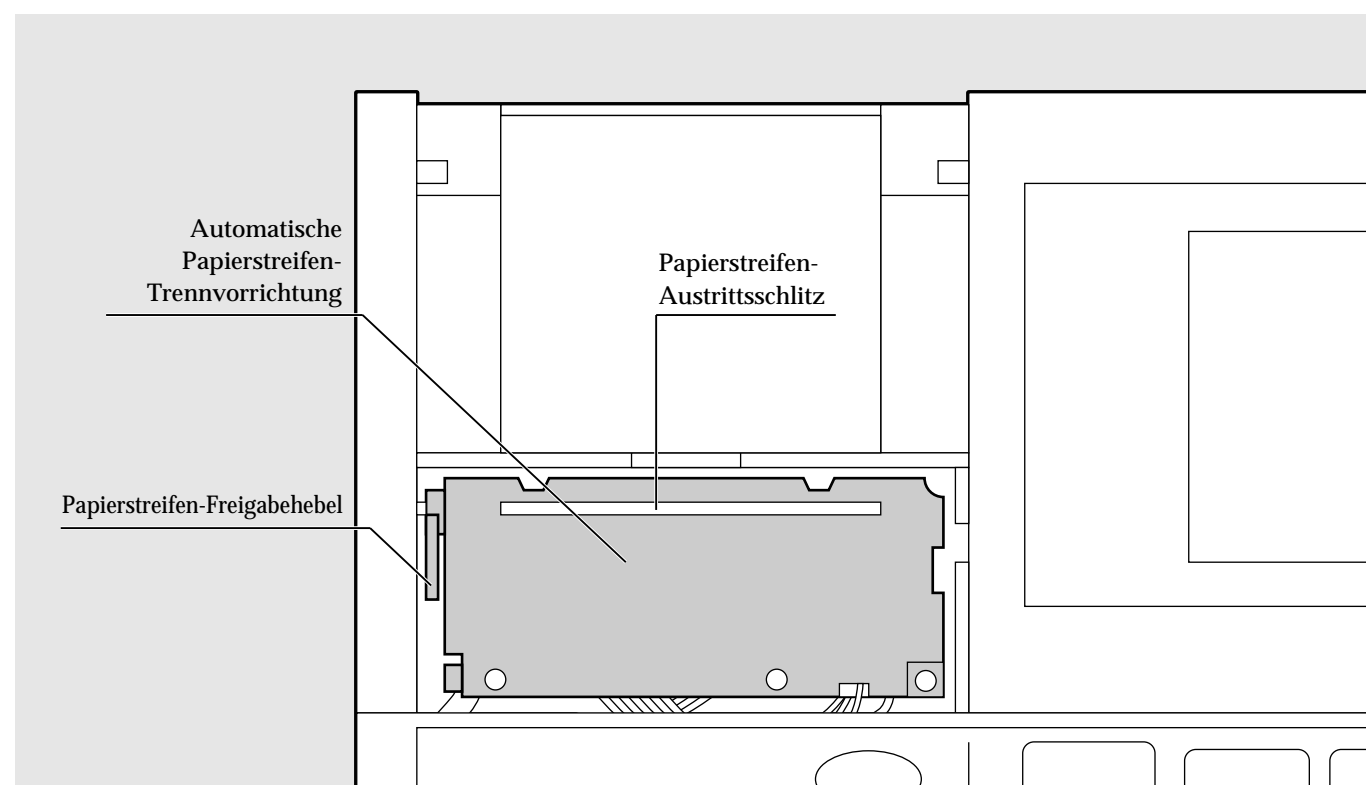 Automatische
Papierstreifen-
Trennvorrichtung
Papierstreifen-
Austrittsschlitz
Papierstreifen-Freigabehebel